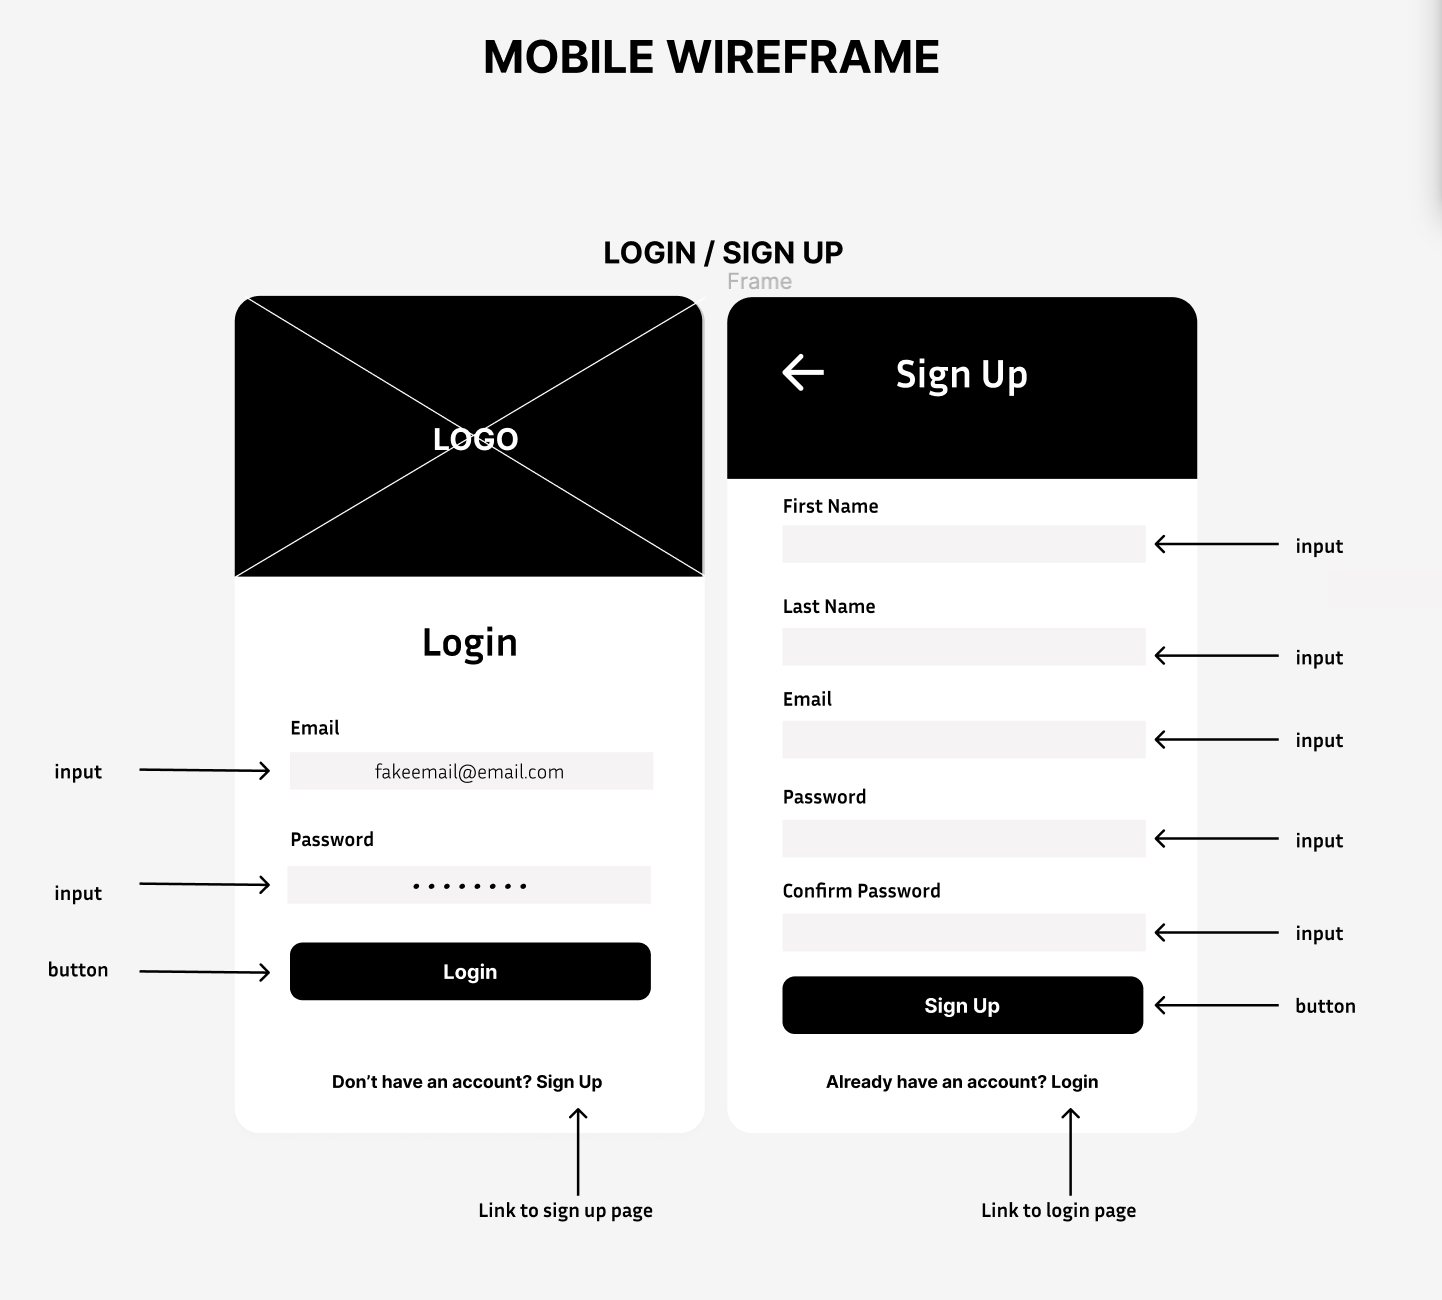 MOBILE WIREFRAME
LOGIN / SIGN UP
Frame
LOGO
Login
Email
input
fakeemail@email.com
Password
input
••••••••
button
Login
Don't have an account? Sign Up
Link to sign up page
Sign Up
First Name
input
Last Name
input
Email
input
Password
input
Confirm Password
input
Sign Up
button
Already have an account? Login
Link to login page